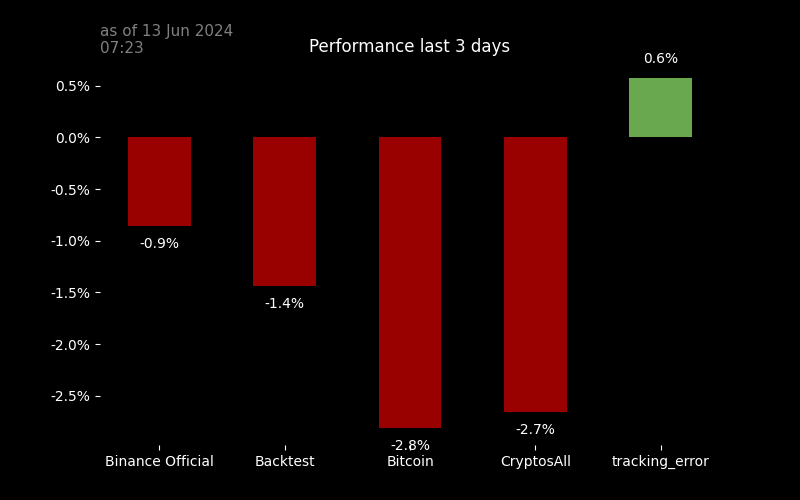 as of 13 Jun 2024
07:23
Performance last 3 days
0.6%
0.5%
0.0%
-0.5%
-1.0%
-1.5%
-2.0%
-2.5%
-0.9%
-1.4%
-2.8%
-2.7%
Binance Official
Backtest
Bitcoin
CryptosAll
tracking_error